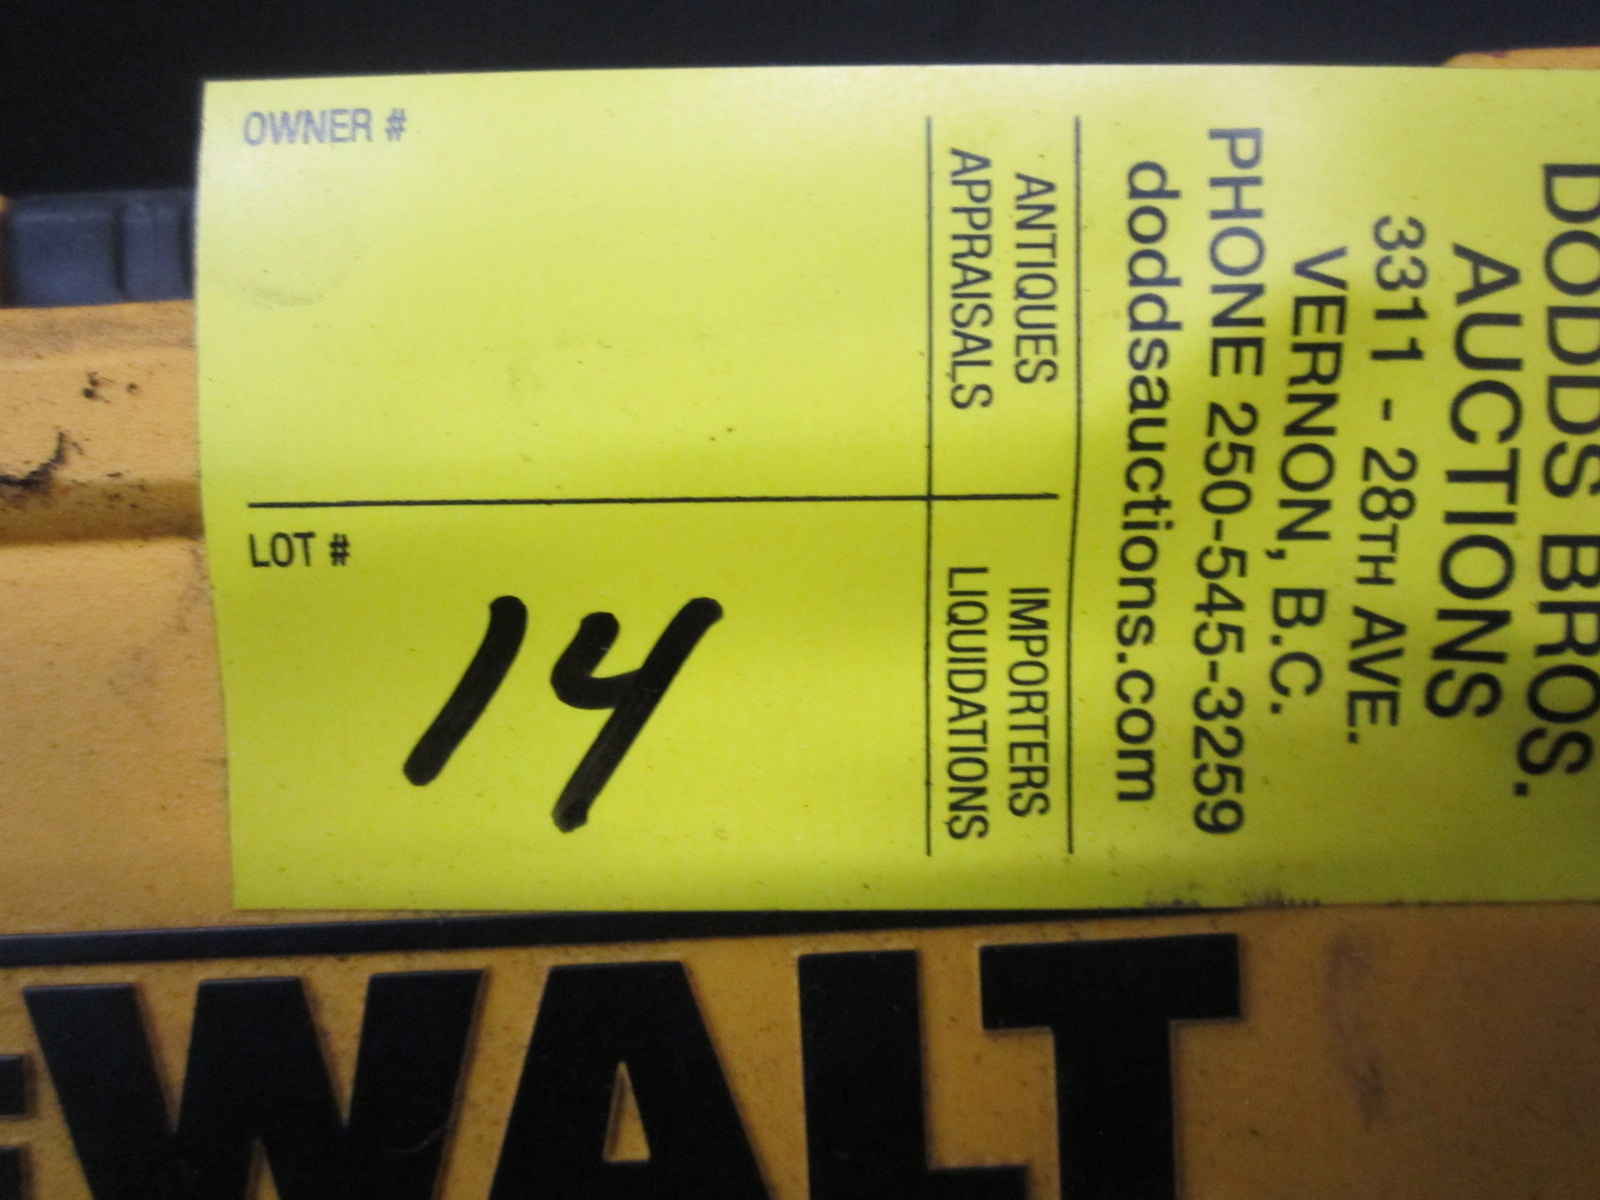 DODDS BROS.
AUCTIONS
3311 - 28TH AVE.
VERNON, B.C.
PHONE 250-545-3259
doddsauctions.com
ANTIQUES
APPRAISALS
IMPORTERS
LIQUIDATIONS
OWNER #
LOT #
14
EWALT